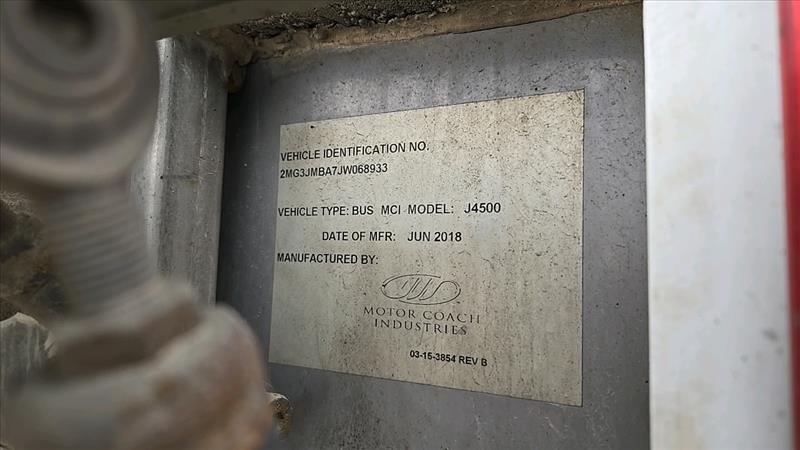 VEHICLE IDENTIFICATION NO.
2MG3JMBA7JW068933
VEHICLE TYPE: BUS MCI MODEL: J4500
DATE OF MFR: JUN 2018
MANUFACTURED BY:
MOTOR COACH
INDUSTRIES
03-15-3854 REV B